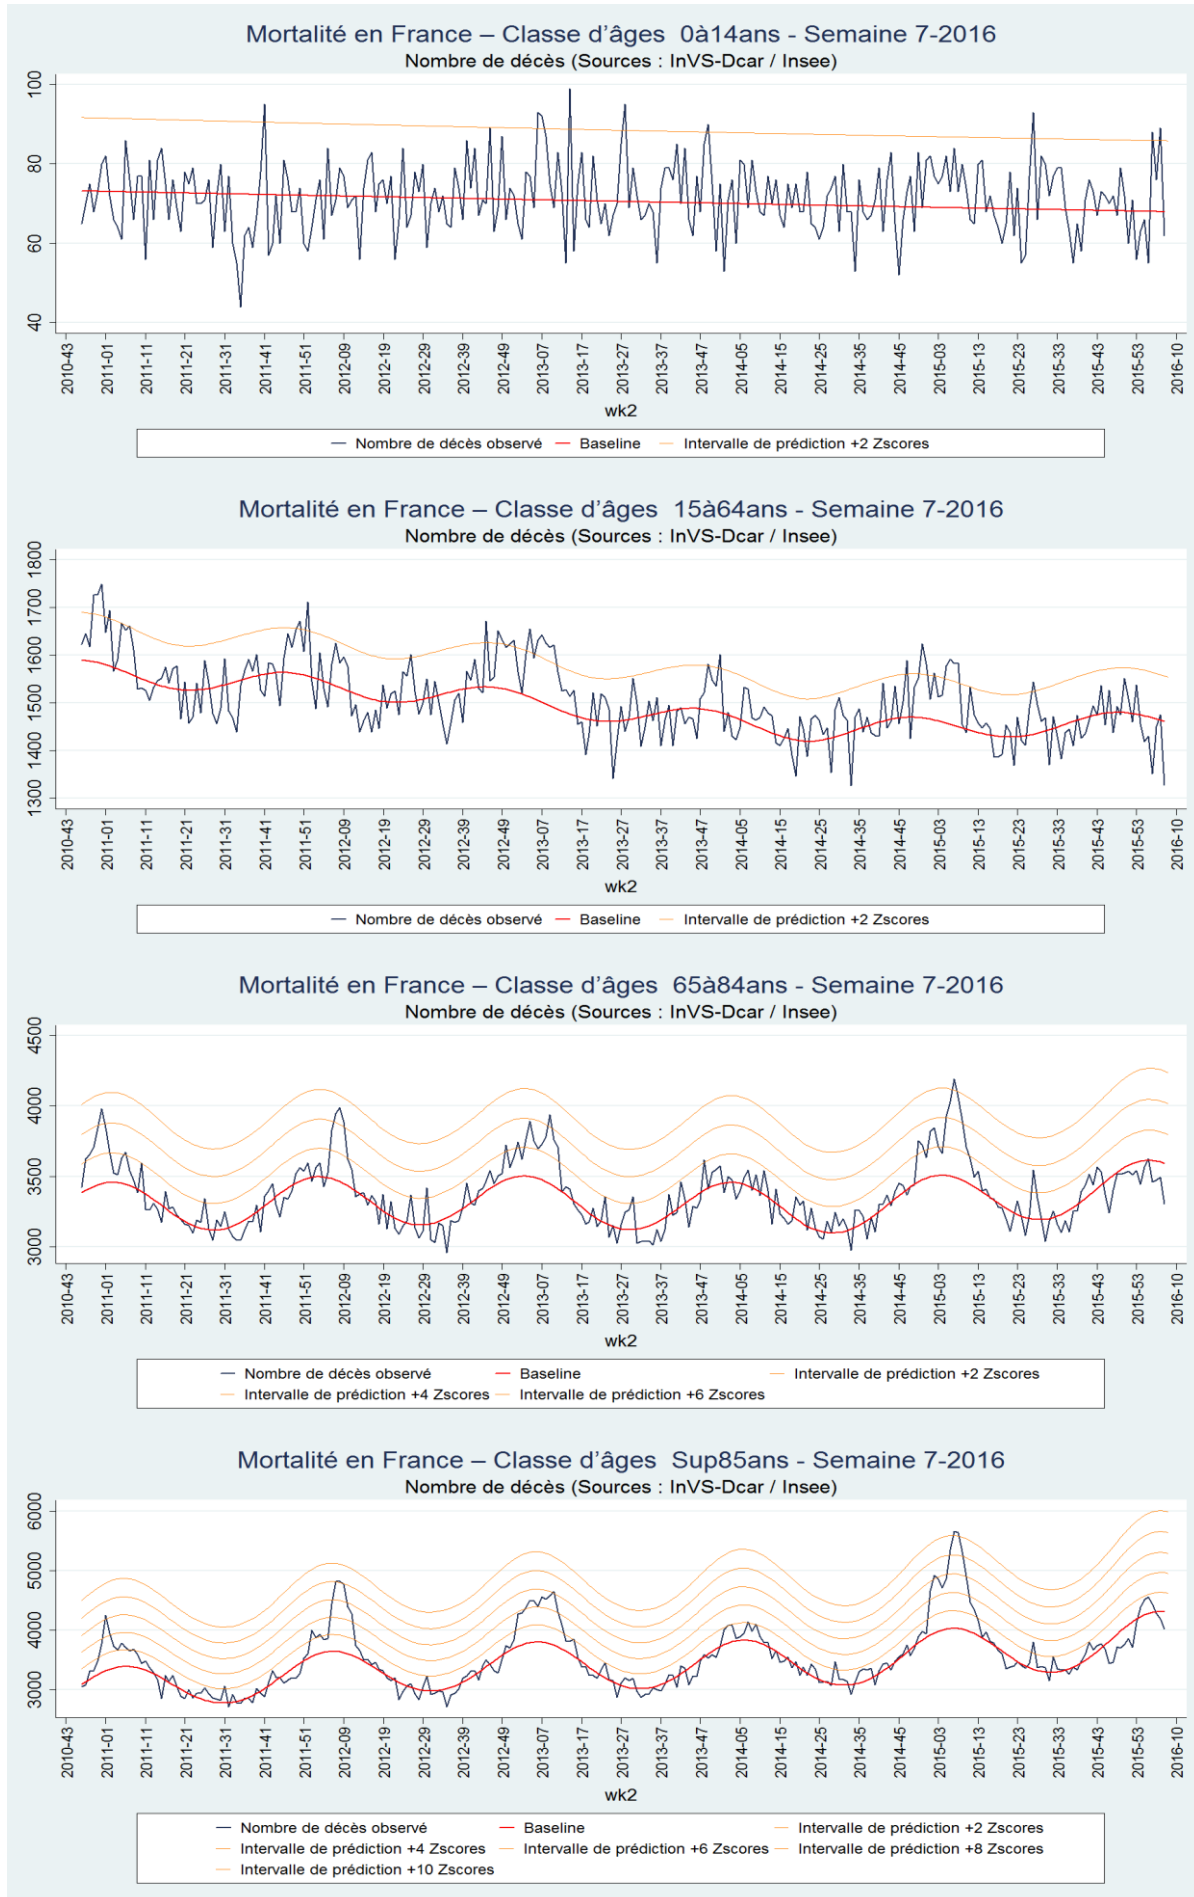 Mortalité en France – Classe d'âges 0à14ans - Semaine 7-2016
Nombre de décès (Sources : InVS-Dcar / Insee)
100
80
60
40
2010-43 2011-01 2011-11 2011-21 2011-31 2011-41 2011-51 2012-09 2012-19 2012-29 2012-39 2012-49 2013-07 2013-17 2013-27 2013-37 2013-47 2014-05 2014-15 2014-25 2014-35 2014-45 2015-03 2015-13 2015-23 2015-33 2015-43 2015-53 2016-10
wk2
Nombre de décès observé Baseline Intervalle de prédiction +2 Zscores
Mortalité en France – Classe d'âges 15à64ans - Semaine 7-2016
Nombre de décès (Sources : InVS-Dcar / Insee)
1800
1700
1600
1500
1400
1300
2010-43 2011-01 2011-11 2011-21 2011-31 2011-41 2011-51 2012-09 2012-19 2012-29 2012-39 2012-49 2013-07 2013-17 2013-27 2013-37 2013-47 2014-05 2014-15 2014-25 2014-35 2014-45 2015-03 2015-13 2015-23 2015-33 2015-43 2015-53 2016-10
wk2
Nombre de décès observé Baseline Intervalle de prédiction +2 Zscores
Mortalité en France – Classe d'âges 65à84ans - Semaine 7-2016
Nombre de décès (Sources : InVS-Dcar / Insee)
4500
4000
3500
3000
2010-43 2011-01 2011-11 2011-21 2011-31 2011-41 2011-51 2012-09 2012-19 2012-29 2012-39 2012-49 2013-07 2013-17 2013-27 2013-37 2013-47 2014-05 2014-15 2014-25 2014-35 2014-45 2015-03 2015-13 2015-23 2015-33 2015-43 2015-53 2016-10
wk2
Nombre de décès observé Baseline Intervalle de prédiction +2 Zscores
Intervalle de prédiction +4 Zscores Intervalle de prédiction +6 Zscores
Mortalité en France – Classe d'âges Sup85ans - Semaine 7-2016
Nombre de décès (Sources : InVS-Dcar / Insee)
6000
5000
4000
3000
2010-43 2011-01 2011-11 2011-21 2011-31 2011-41 2011-51 2012-09 2012-19 2012-29 2012-39 2012-49 2013-07 2013-17 2013-27 2013-37 2013-47 2014-05 2014-15 2014-25 2014-35 2014-45 2015-03 2015-13 2015-23 2015-33 2015-43 2015-53 2016-10
wk2
Nombre de décès observé Baseline Intervalle de prédiction +2 Zscores
Intervalle de prédiction +4 Zscores Intervalle de prédiction +6 Zscores Intervalle de prédiction +8 Zscores
Intervalle de prédiction +10 Zscores